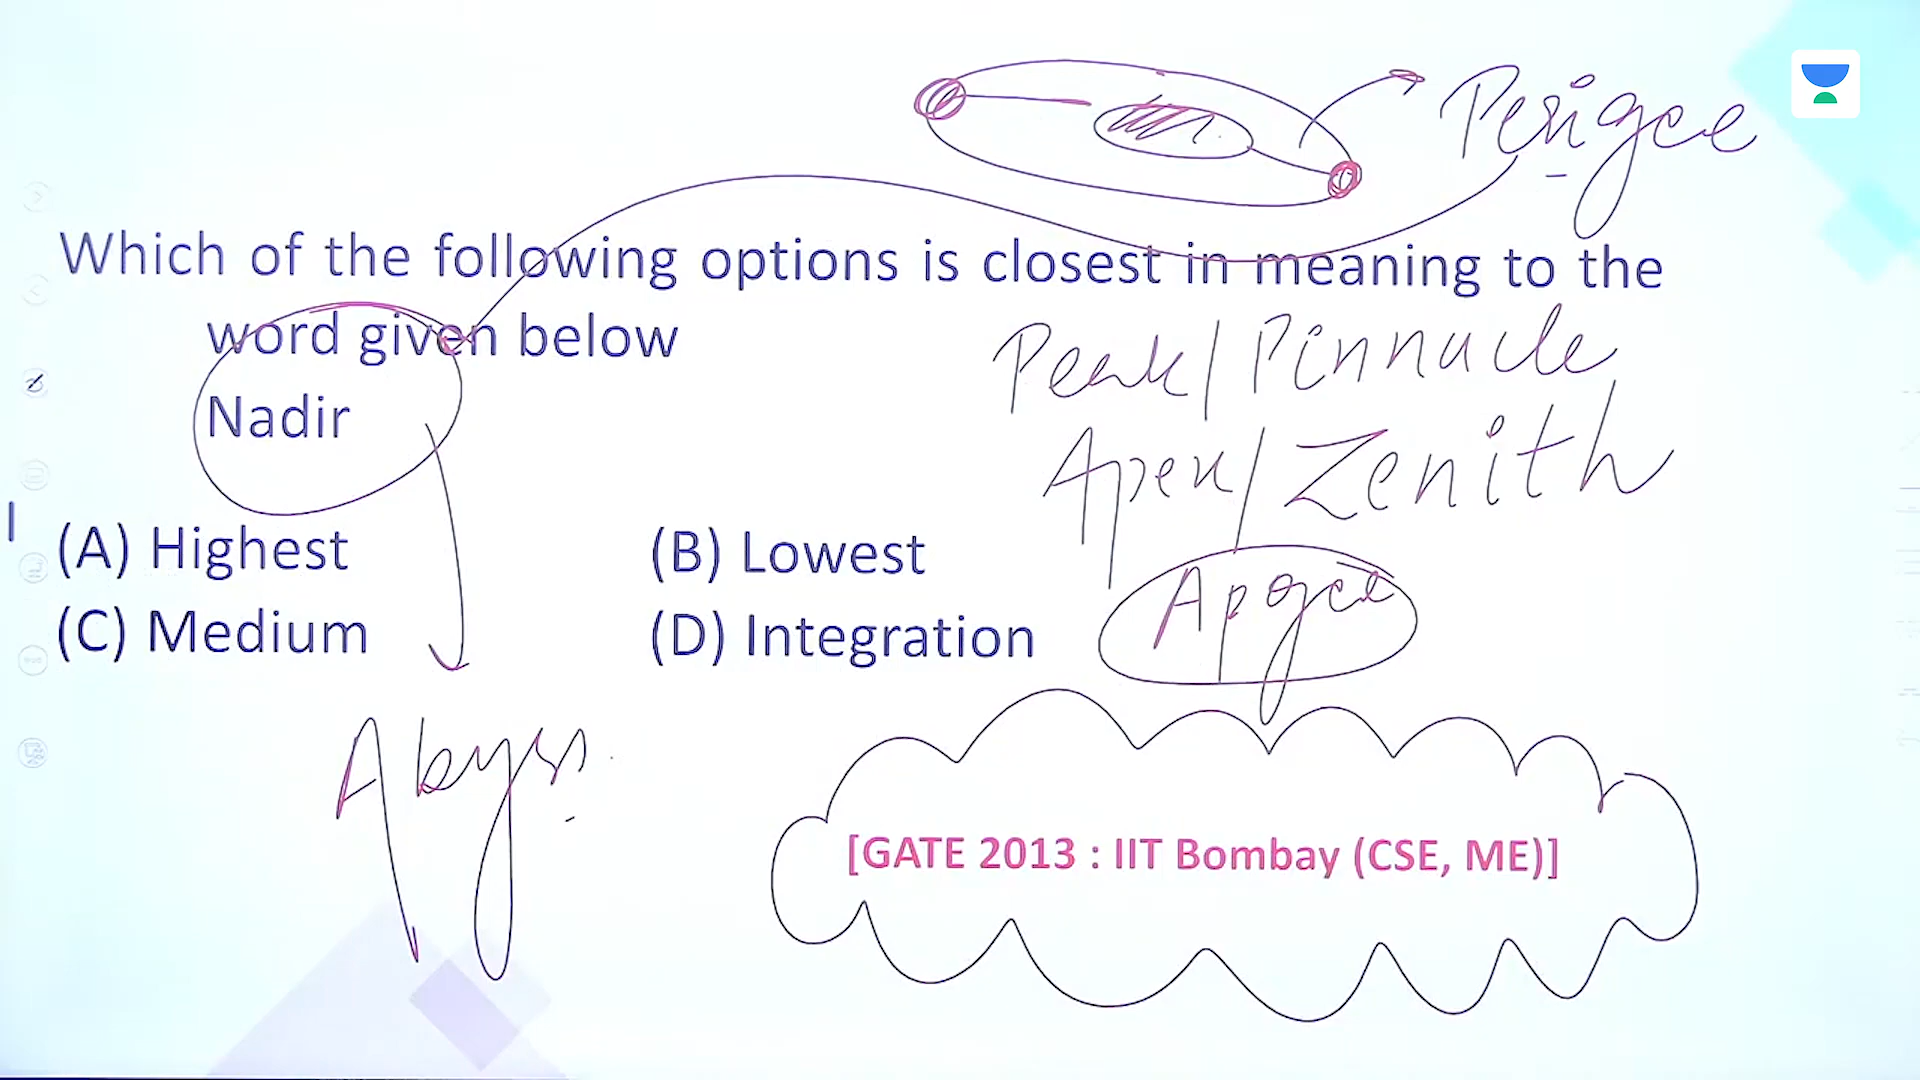 Perigee
Which of the following options is closest in meaning to the
word given below
Peak/Pinnacle
Nadir
Apex/Zenith
(A) Highest
(B) Lowest
Apogee
(C) Medium
(D) Integration
Abyss
[GATE 2013 : IIT Bombay (CSE, ME)]